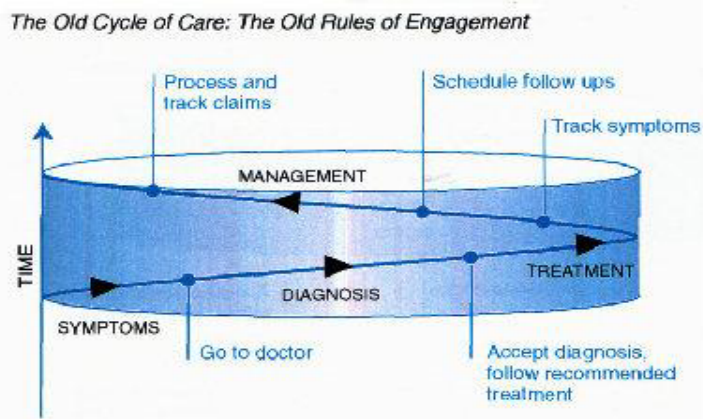 The Old Cycle of Care: The Old Rules of Engagement
Process and
track claims
Schedule follow ups
Track symptoms
MANAGEMENT
TIME
TREATMENT
DIAGNOSIS
SYMPTOMS
Go to doctor
Accept diagnosis,
follow recommended
treatment